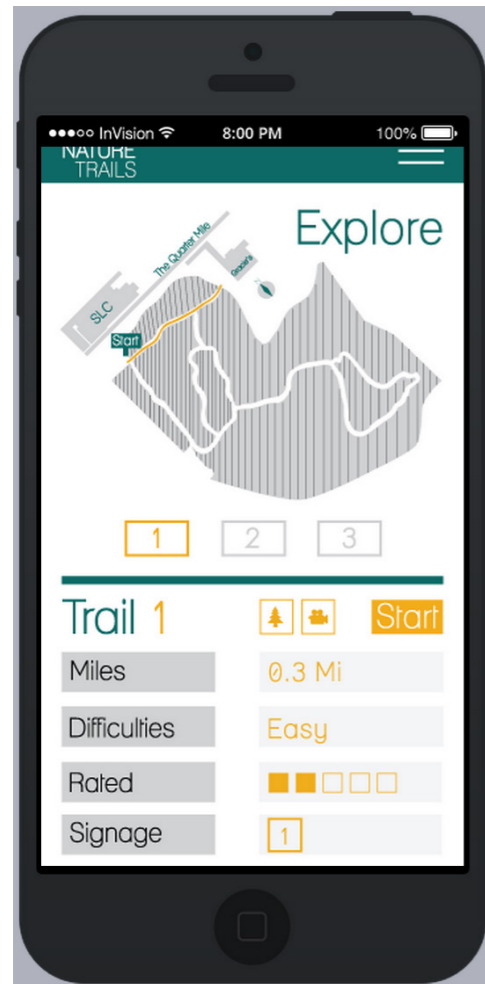 InVision 8:00 PM 100%
NATURE
TRAILS
Explore
The Quarter Mile
Gracie's
SLC
Start
1 2 3
Trail 1 Start
Miles 0.3 Mi
Difficulties Easy
Rated
Signage 1